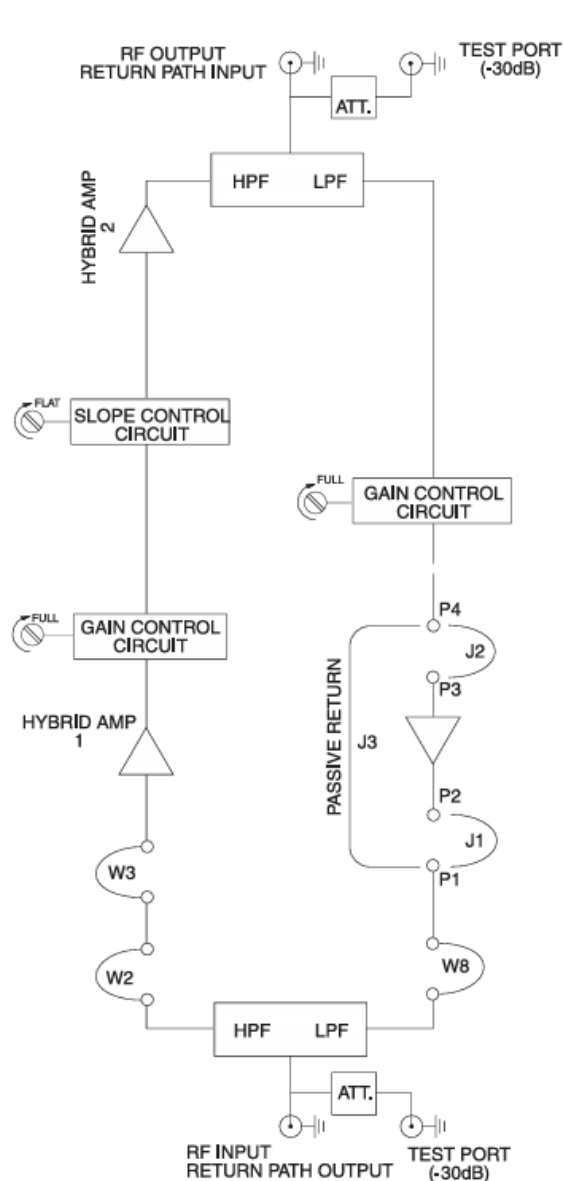 RF OUTPUT
RETURN PATH INPUT
TEST PORT
(-30dB)
ATT.
HPF LPF
HYBRID AMP
2
FLAT
SLOPE CONTROL
CIRCUIT
FULL
GAIN CONTROL
CIRCUIT
FULL
GAIN CONTROL
CIRCUIT
P4
J2
P3
PASSIVE RETURN
J3
HYBRID AMP
1
P2
J1
P1
W3
W2
W8
HPF LPF
ATT.
RF INPUT
RETURN PATH OUTPUT
TEST PORT
(-30dB)